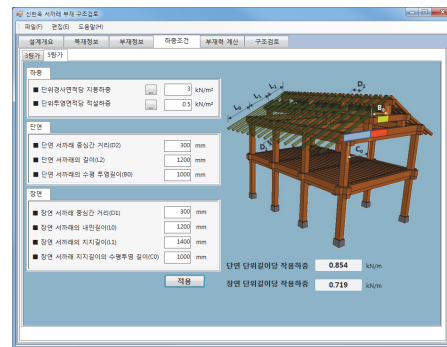 신한옥 서까래 부재 구조검토
파일(F) 편집(E) 도움말(H)
설계개요 목재정보 부재정보 하중조건 부재력 계산 구조검토
3량가 5량가
하중
■ 단위경사면적당 지붕하중 ... 3 kN/m²
■ 단위투영면적당 적설하중 ... 0.5 kN/m²
단연
■ 단연 서까래 중심간 거리(D2) 300 mm
■ 단연 서까래의 길이(L2) 1200 mm
■ 단연 서까래의 수평 투영길이(B0) 1000 mm
장연
■ 장연 서까래 중심간 거리(D1) 300 mm
■ 장연 서까래의 내민길이(L0) 1200 mm
■ 장연 서까래의 지지길이(L1) 1400 mm
■ 장연 서까래 지지길이의 수평투영 길이(C0) 1000 mm
적용
L₀ L₁ L₂ D₂ B₀
D₁ C₀
단연 단위길이당 작용하중 0.854 kN/m
장연 단위길이당 작용하중 0.719 kN/m